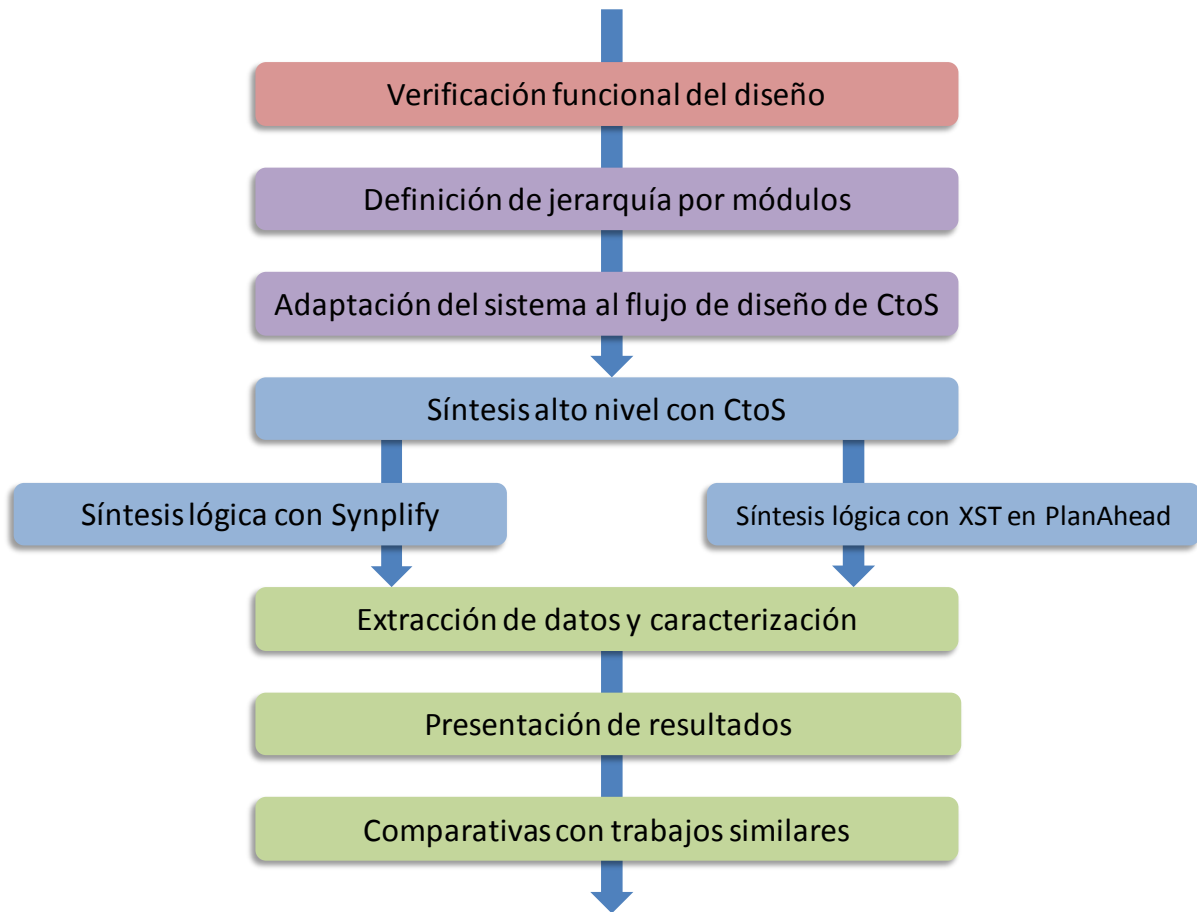 Verificación funcional del diseño
Definición de jerarquía por módulos
Adaptación del sistema al flujo de diseño de CtoS
Síntesis alto nivel con CtoS
Síntesis lógica con Synplify
Síntesis lógica con XST en PlanAhead
Extracción de datos y caracterización
Presentación de resultados
Comparativas con trabajos similares